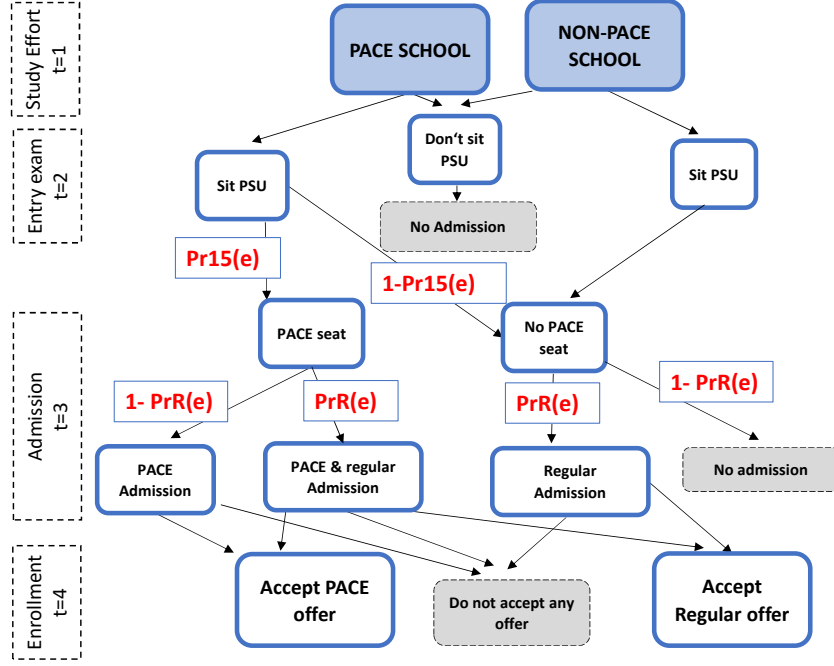 Study Effort
t=1
PACE SCHOOL
NON-PACE
SCHOOL
Entry exam
t=2
Sit PSU
Don't sit
PSU
Sit PSU
No Admission
Pr15(e)
1-Pr15(e)
Admission
t=3
PACE seat
No PACE
seat
1- PrR(e)
PrR(e)
PrR(e)
1- PrR(e)
PACE
Admission
PACE & regular
Admission
Regular
Admission
No admission
Enrollment
t=4
Accept PACE
offer
Do not accept any
offer
Accept
Regular offer